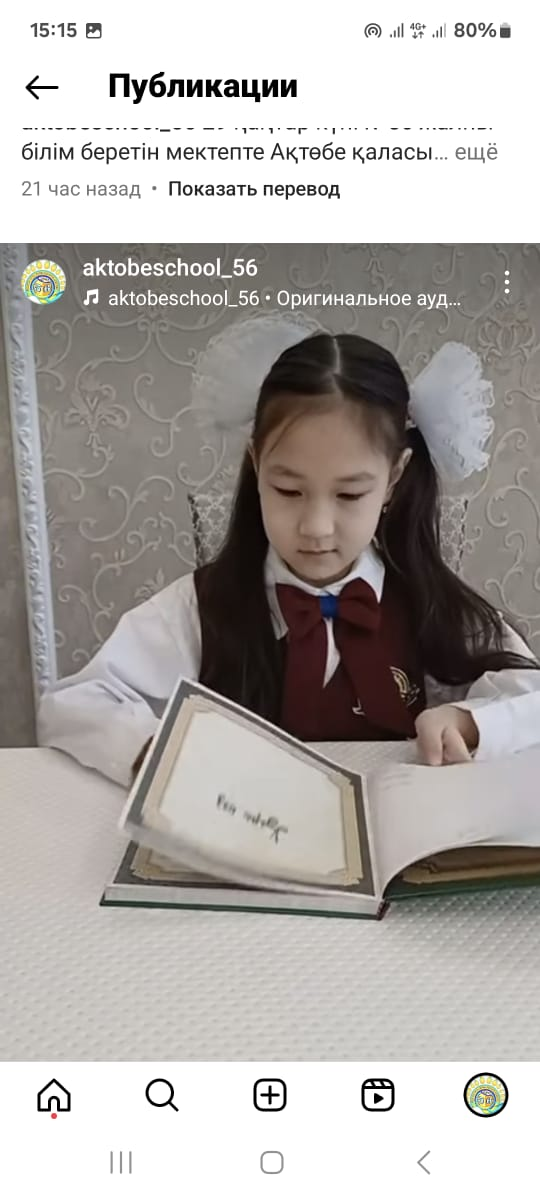 15:15
4G+
80%
Публикации
білім беретін мектепте Ақтөбе қаласы... ещё
21 час назад • Показать перевод
aktobeschool_56
aktobeschool_56 • Оригинальное ауд...